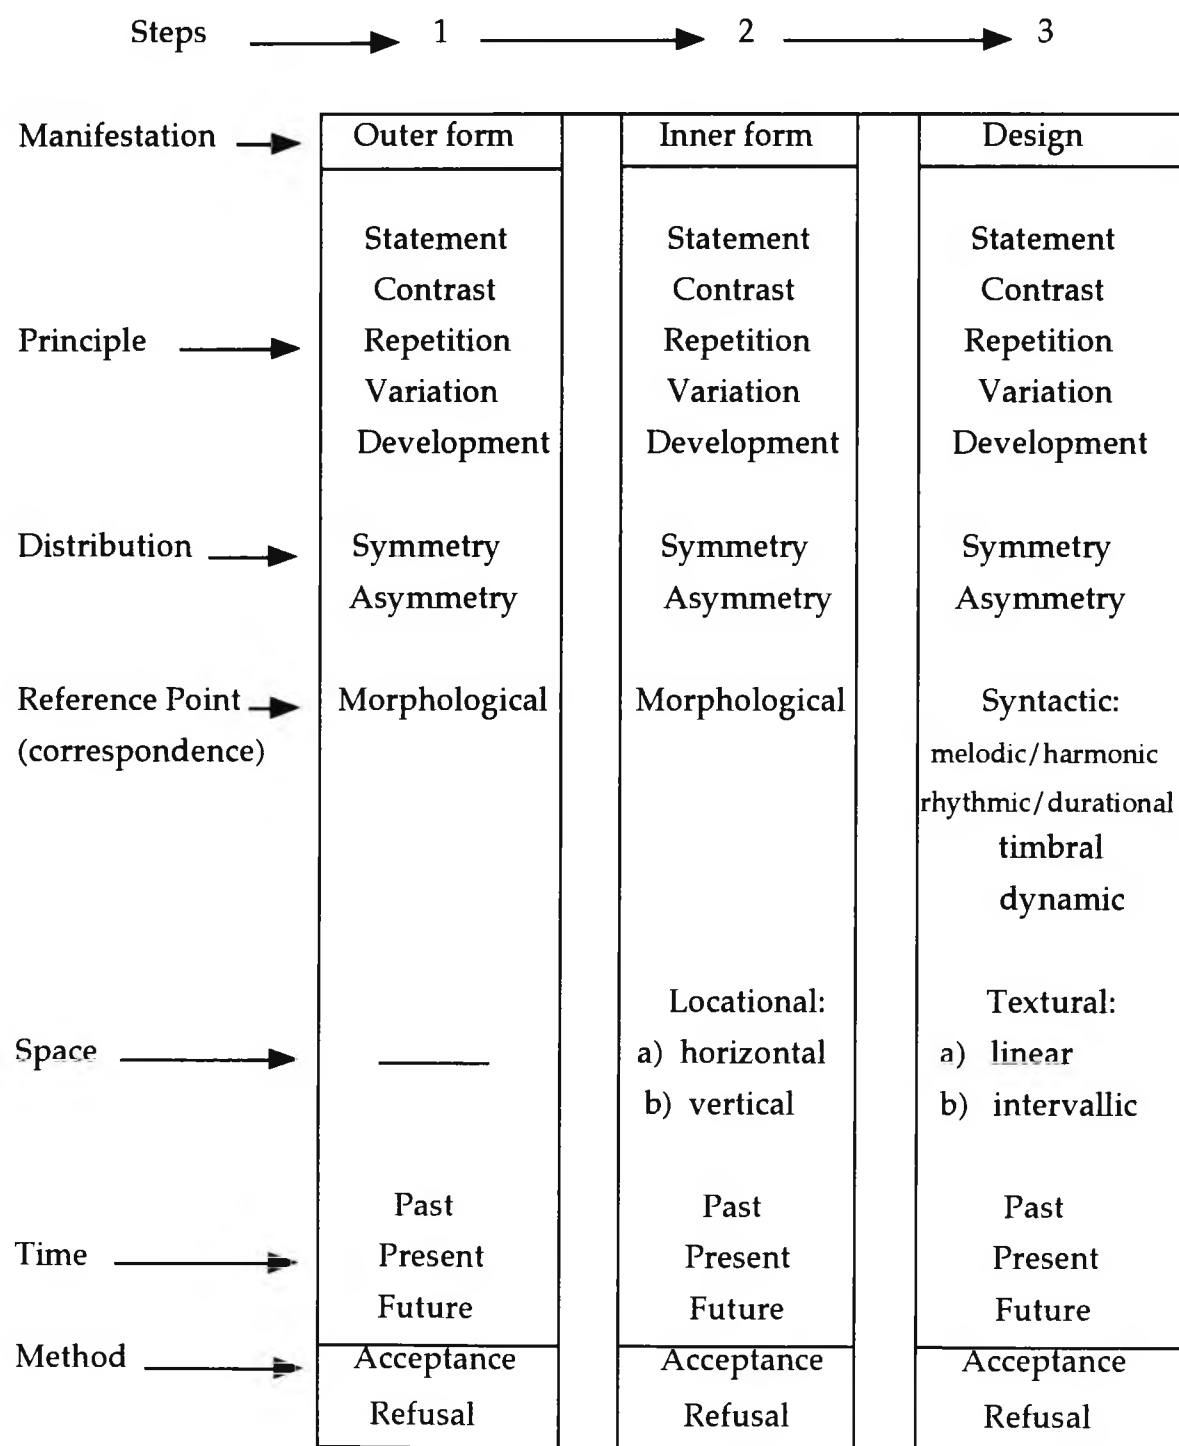 Steps 1 2 3
Manifestation Outer form Inner form Design
Statement Statement Statement
Contrast Contrast Contrast
Principle Repetition Repetition Repetition
Variation Variation Variation
Development Development Development
Distribution Symmetry Symmetry Symmetry
Asymmetry Asymmetry Asymmetry
Reference Point Morphological Morphological Syntactic:
(correspondence) melodic/harmonic
rhythmic/durational
timbral
dynamic
Locational: Textural:
Space a) horizontal a) linear
b) vertical b) intervallic
Past Past Past
Time Present Present Present
Future Future Future
Method Acceptance Acceptance Acceptance
Refusal Refusal Refusal